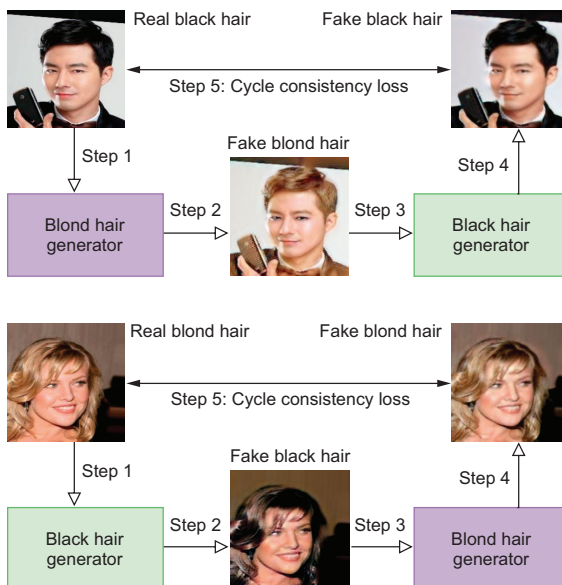 Real black hair
Fake black hair
Step 5: Cycle consistency loss
Step 1
Fake blond hair
Step 4
Blond hair
generator
Step 2
Step 3
Black hair
generator
Real blond hair
Fake blond hair
Step 5: Cycle consistency loss
Step 1
Fake black hair
Step 4
Black hair
generator
Step 2
Step 3
Blond hair
generator